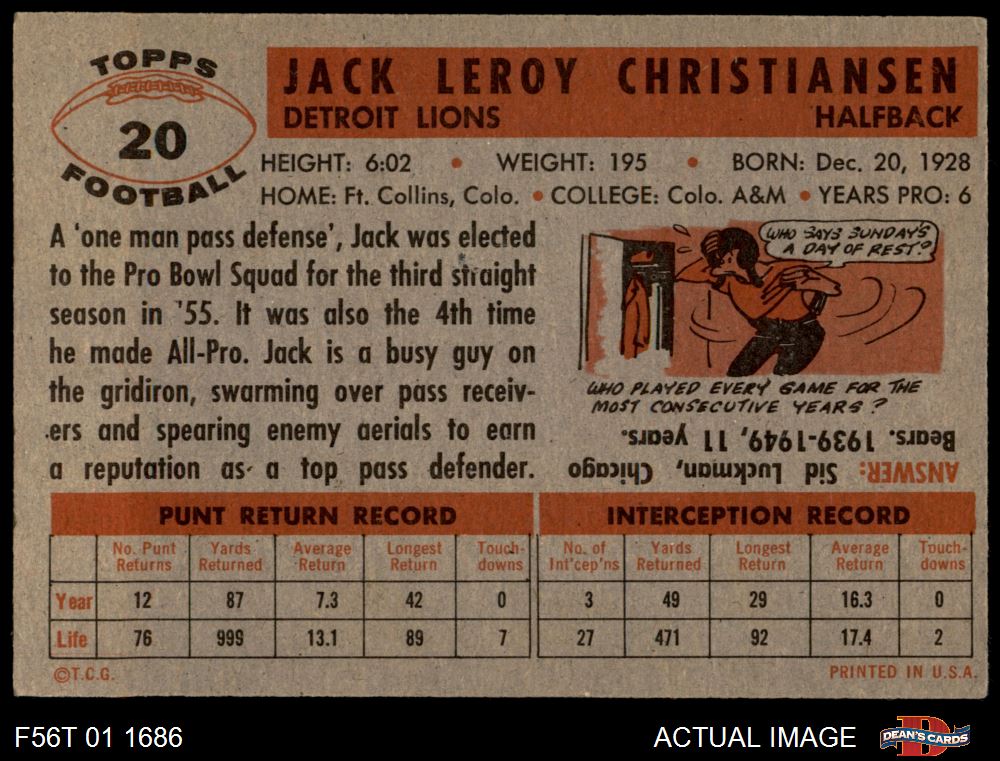 TOPPS
20
FOOTBALL
JACK LEROY CHRISTIANSEN
DETROIT LIONS HALFBACK
HEIGHT: 6:02 • WEIGHT: 195 • BORN: Dec. 20, 1928
HOME: Ft. Collins, Colo. • COLLEGE: Colo. A&M • YEARS PRO: 6
A 'one man pass defense', Jack was elected
to the Pro Bowl Squad for the third straight
season in '55. It was also the 4th time
he made All-Pro. Jack is a busy guy on
the gridiron, swarming over pass receiv-
ers and spearing enemy aerials to earn
a reputation as a top pass defender.
WHO SAYS SUNDAY'S
A DAY OF REST?
WHO PLAYED EVERY GAME FOR THE
MOST CONSECUTIVE YEARS?
ANSWER: Sid Luckman, Chicago
Bears. 1939-1949, 11 years.
PUNT RETURN RECORD INTERCEPTION RECORD
No. Punt Yards Average Longest Touch- No. of Yards Longest Average Touch-
Returns Returned Return Return downs Int'cep'ns Returned Return Return downs
Year 12 87 7.3 42 0 3 49 29 16.3 0
Life 76 999 13.1 89 7 27 471 92 17.4 2
©T.C.G. PRINTED IN U.S.A.
F56T 01 1686 ACTUAL IMAGE D DEAN'S CARDS